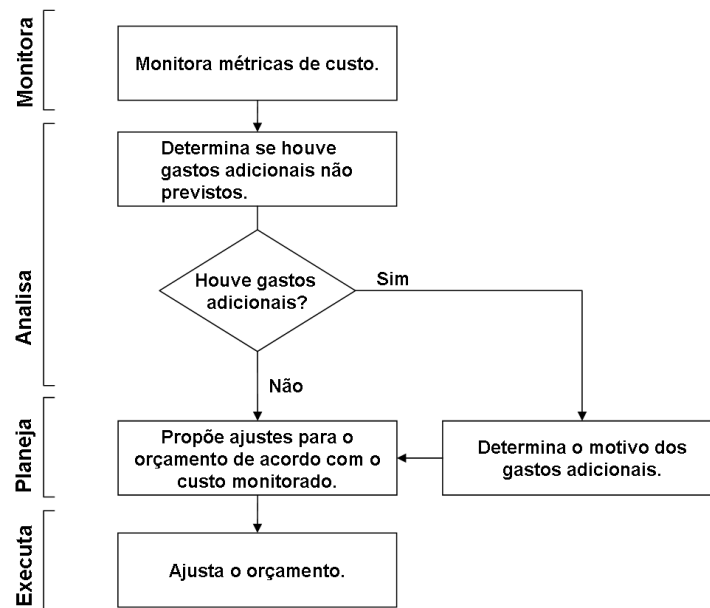 Monitora
Monitora métricas de custo.
Analisa
Determina se houve
gastos adicionais não
previstos.
Houve gastos
adicionais?
Sim
Não
Planeja
Propõe ajustes para o
orçamento de acordo com o
custo monitorado.
Determina o motivo dos
gastos adicionais.
Executa
Ajusta o orçamento.